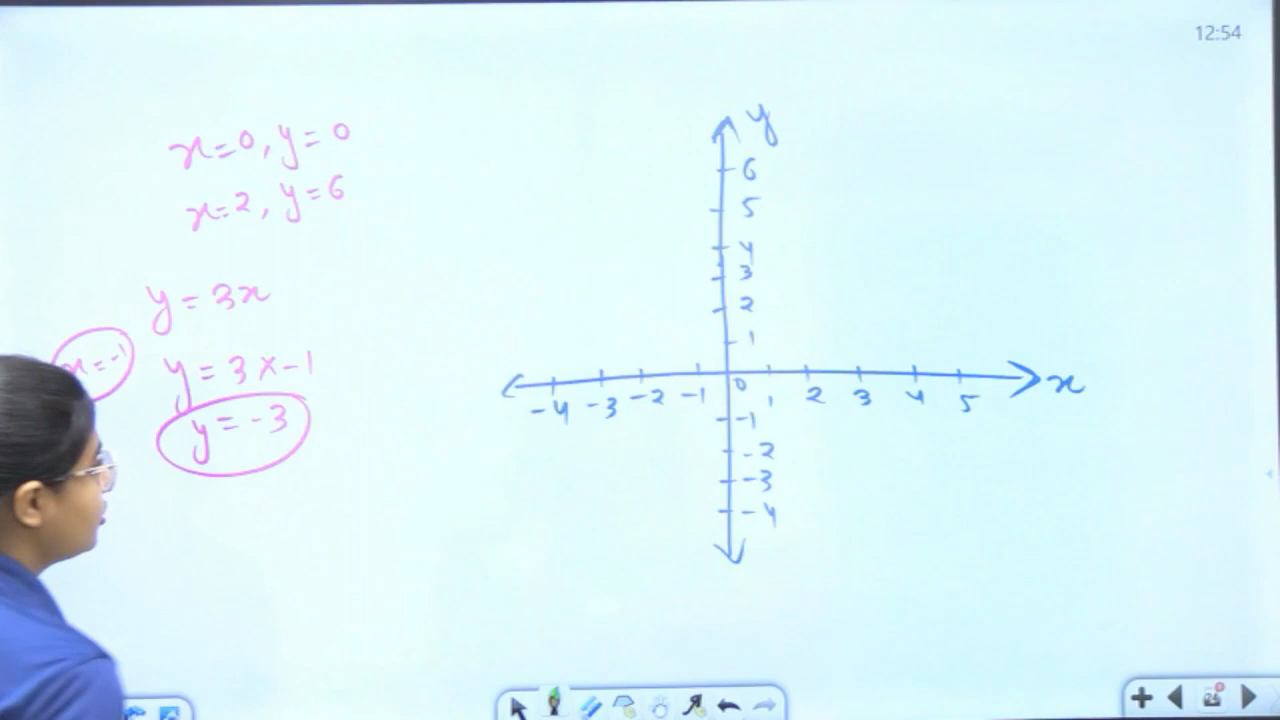 12:54
x=0, y=0
x=2, y=6
y = 3x
x=-1
y = 3×-1
y = -3
y
6
5
4
3
2
1
-4 -3 -2 -1 0 1 2 3 4 5 x
-1
-2
-3
-4